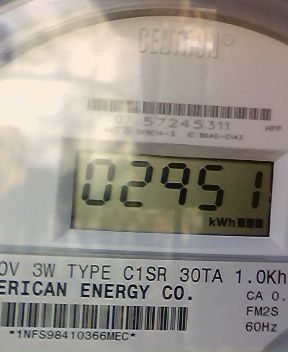 CENTRON®
57245311
HPP
02951
kWh
0V 3W TYPE C1SR 30TA 1.0Kh
ERICAN ENERGY CO.
CA 0.
FM2S
60Hz
*1NFS98410366MEC*